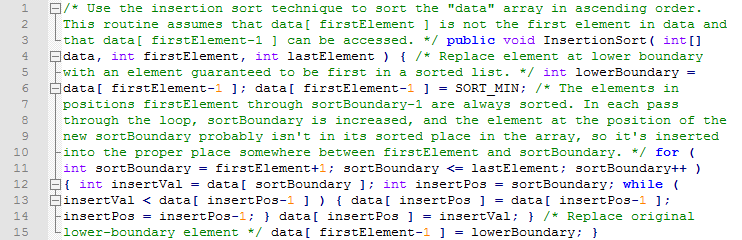 1 /* Use the insertion sort technique to sort the "data" array in ascending order.
2 This routine assumes that data[ firstElement ] is not the first element in data and
3 that data[ firstElement-1 ] can be accessed. */ public void InsertionSort( int[]
4 data, int firstElement, int lastElement ) { /* Replace element at lower boundary
5 with an element guaranteed to be first in a sorted list. */ int lowerBoundary =
6 data[ firstElement-1 ]; data[ firstElement-1 ] = SORT_MIN; /* The elements in
7 positions firstElement through sortBoundary-1 are always sorted. In each pass
8 through the loop, sortBoundary is increased, and the element at the position of the
9 new sortBoundary probably isn't in its sorted place in the array, so it's inserted
10 into the proper place somewhere between firstElement and sortBoundary. */ for (
11 int sortBoundary = firstElement+1; sortBoundary <= lastElement; sortBoundary++ )
12 { int insertVal = data[ sortBoundary ]; int insertPos = sortBoundary; while (
13 insertVal < data[ insertPos-1 ] ) { data[ insertPos ] = data[ insertPos-1 ];
14 insertPos = insertPos-1; } data[ insertPos ] = insertVal; } /* Replace original
15 lower-boundary element */ data[ firstElement-1 ] = lowerBoundary; }